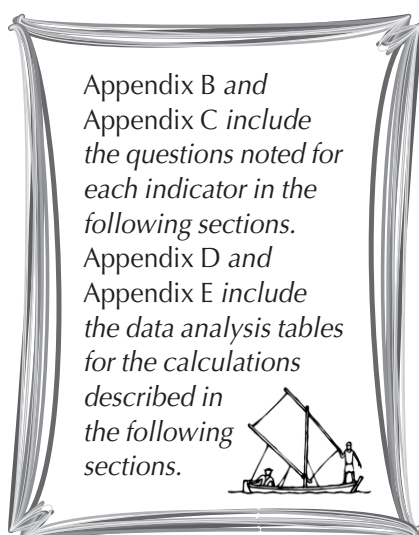 Appendix B and
Appendix C include
the questions noted for
each indicator in the
following sections.
Appendix D and
Appendix E include
the data analysis tables
for the calculations
described in
the following
sections.